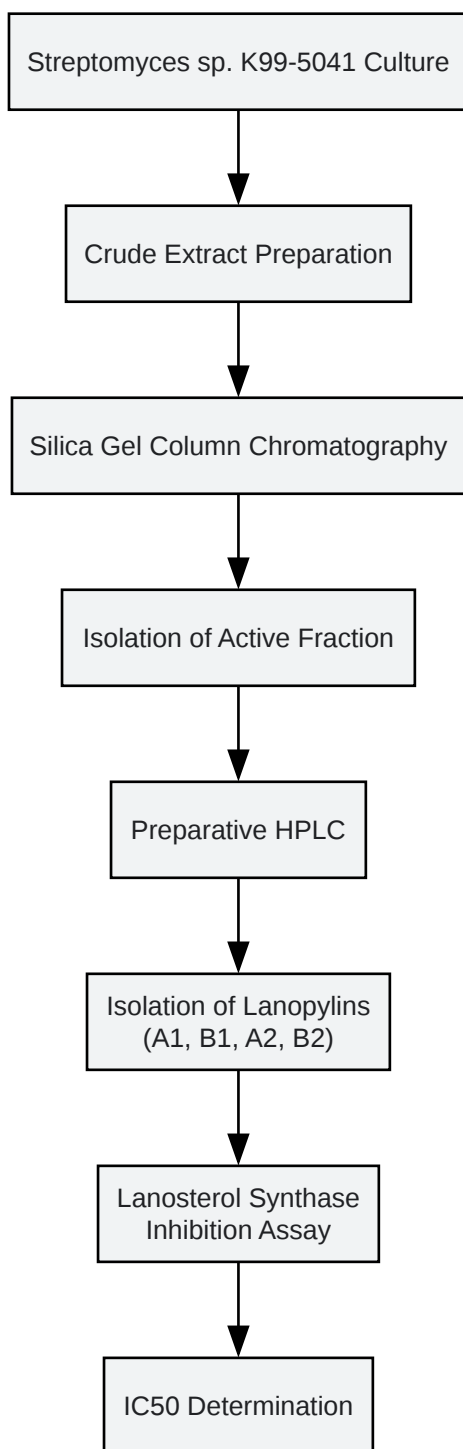 Streptomyces sp. K99-5041 Culture
Crude Extract Preparation
Silica Gel Column Chromatography
Isolation of Active Fraction
Preparative HPLC
Isolation of Lanopylins
(A1, B1, A2, B2)
Lanosterol Synthase
Inhibition Assay
IC50 Determination